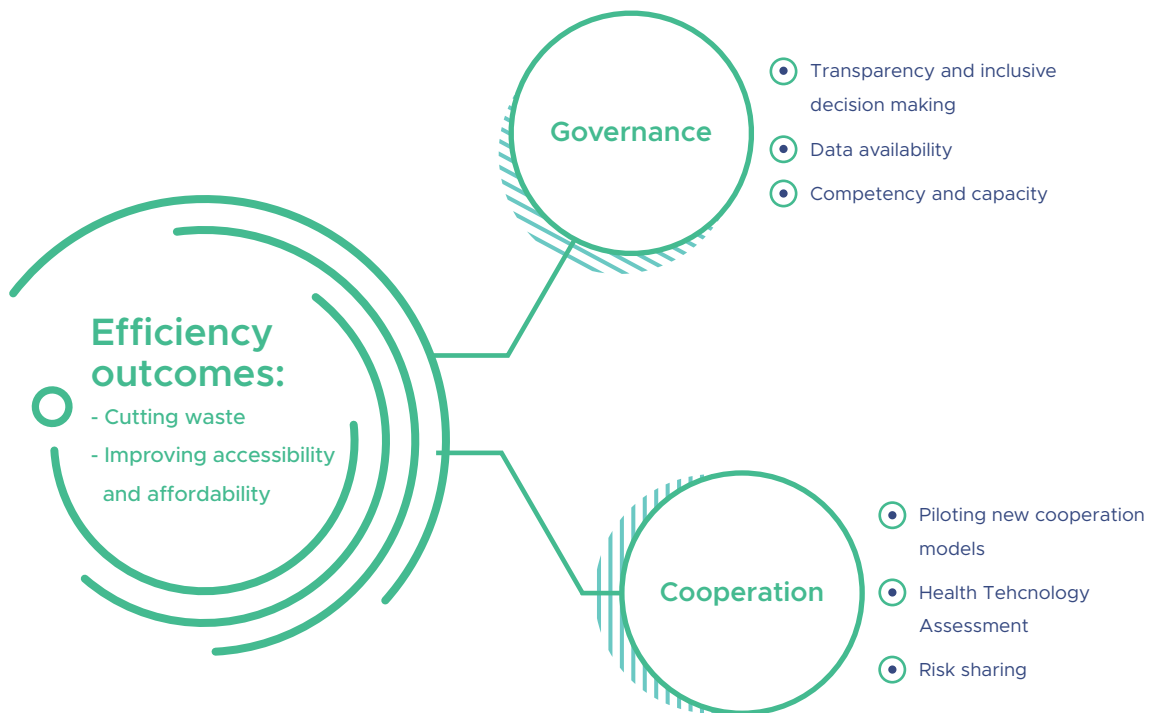 Governance
Transparency and inclusive
decision making
Data availability
Competency and capacity
Efficiency
outcomes:
- Cutting waste
- Improving accessibility
and affordability
Cooperation
Piloting new cooperation
models
Health Tehcnology
Assessment
Risk sharing